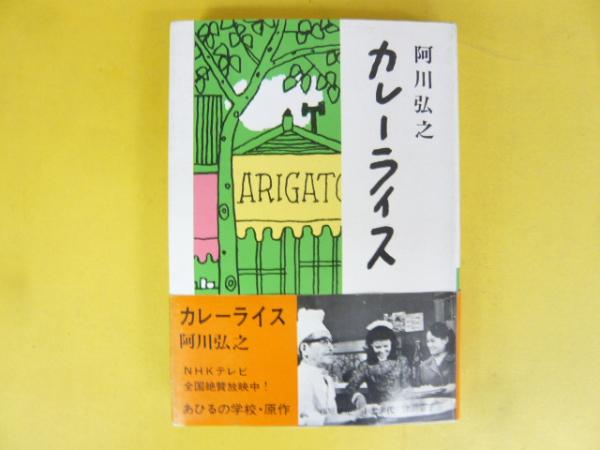 阿川弘之
カレーライス
ARIGATO
カレーライス
阿川弘之
NHKテレビ
全国絶賛放映中!
あひるの学校・原作